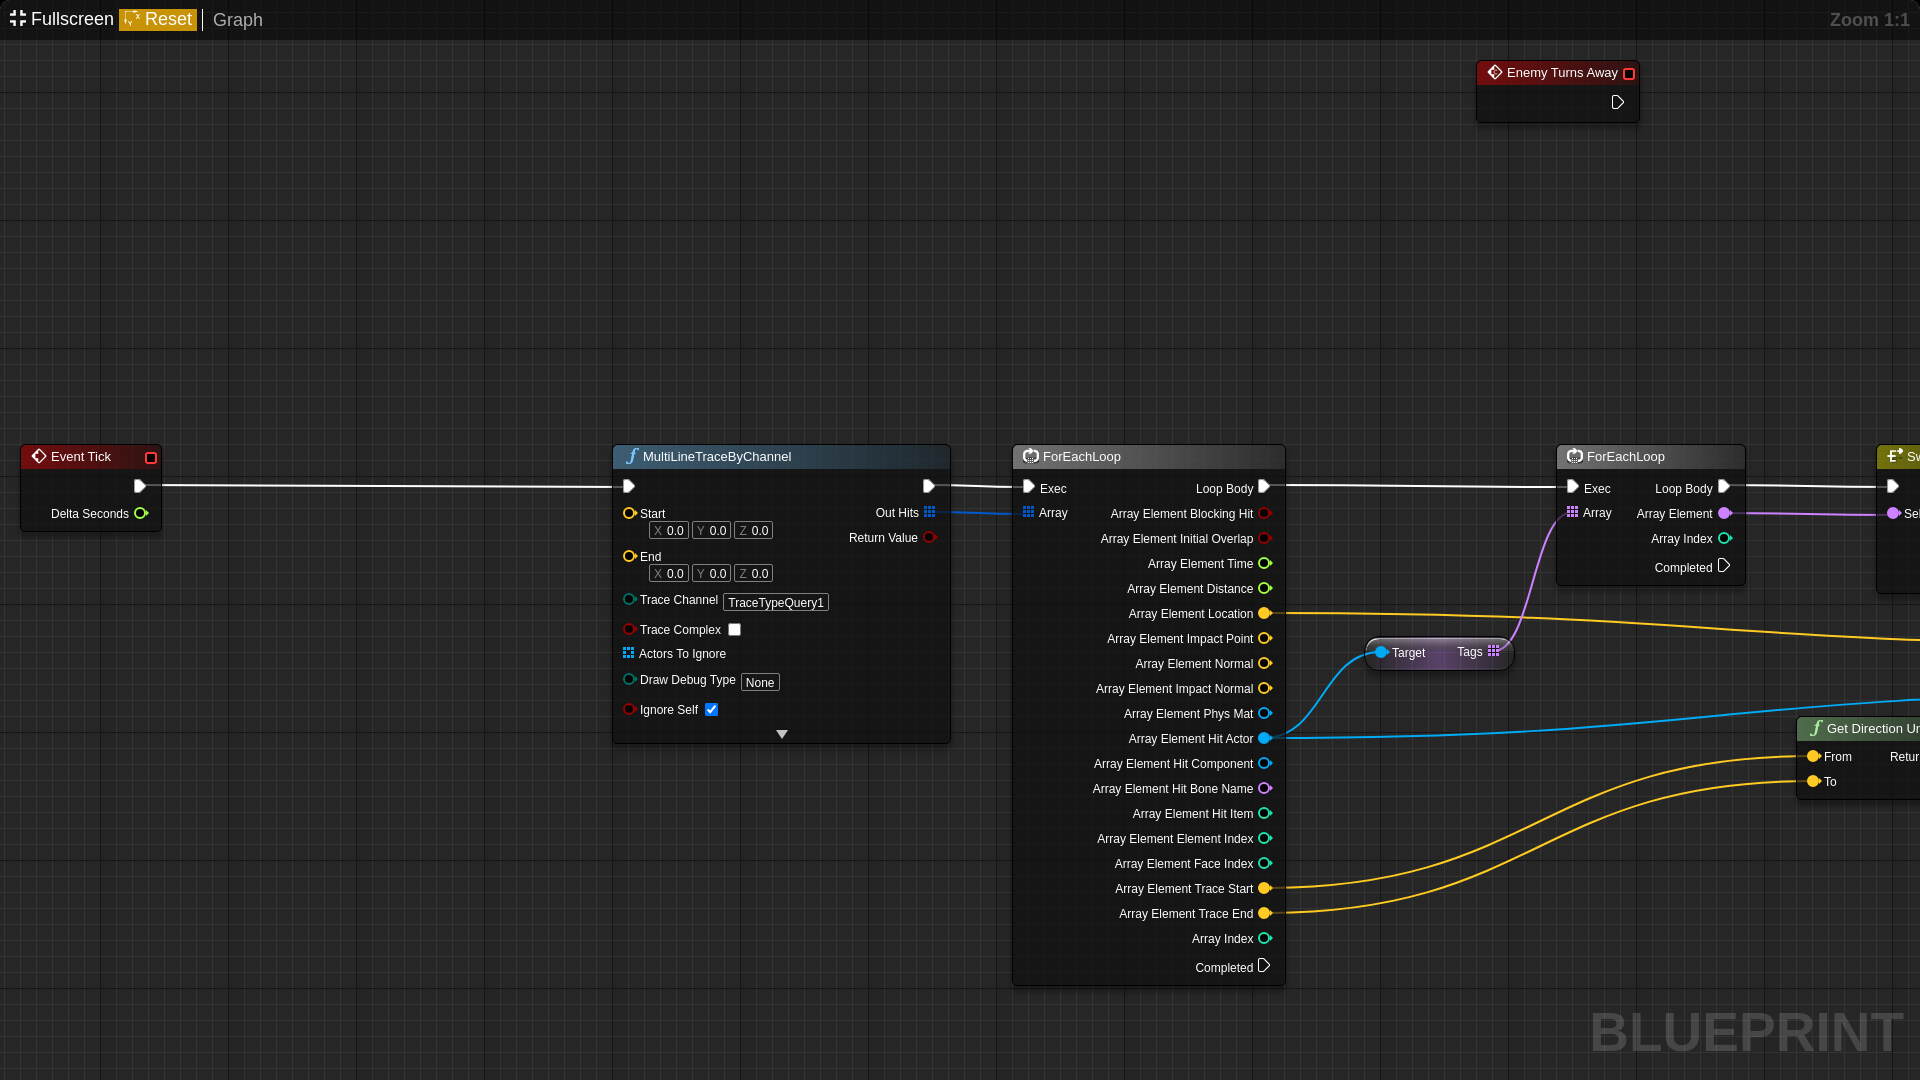 Fullscreen Reset Graph
Zoom 1:1
Enemy Turns Away
Event Tick
Delta Seconds
MultiLineTraceByChannel
Start
X 0.0 Y 0.0 Z 0.0
End
X 0.0 Y 0.0 Z 0.0
Trace Channel TraceTypeQuery1
Trace Complex
Actors To Ignore
Draw Debug Type None
Ignore Self
Out Hits
Return Value
ForEachLoop
Exec
Array
Loop Body
Array Element Blocking Hit
Array Element Initial Overlap
Array Element Time
Array Element Distance
Array Element Location
Array Element Impact Point
Array Element Normal
Array Element Impact Normal
Array Element Phys Mat
Array Element Hit Actor
Array Element Hit Component
Array Element Hit Bone Name
Array Element Hit Item
Array Element Element Index
Array Element Face Index
Array Element Trace Start
Array Element Trace End
Array Index
Completed
Target Tags
ForEachLoop
Exec
Array
Loop Body
Array Element
Array Index
Completed
Sw
Sel
Get Direction Un
From
To
Retur
BLUEPRINT